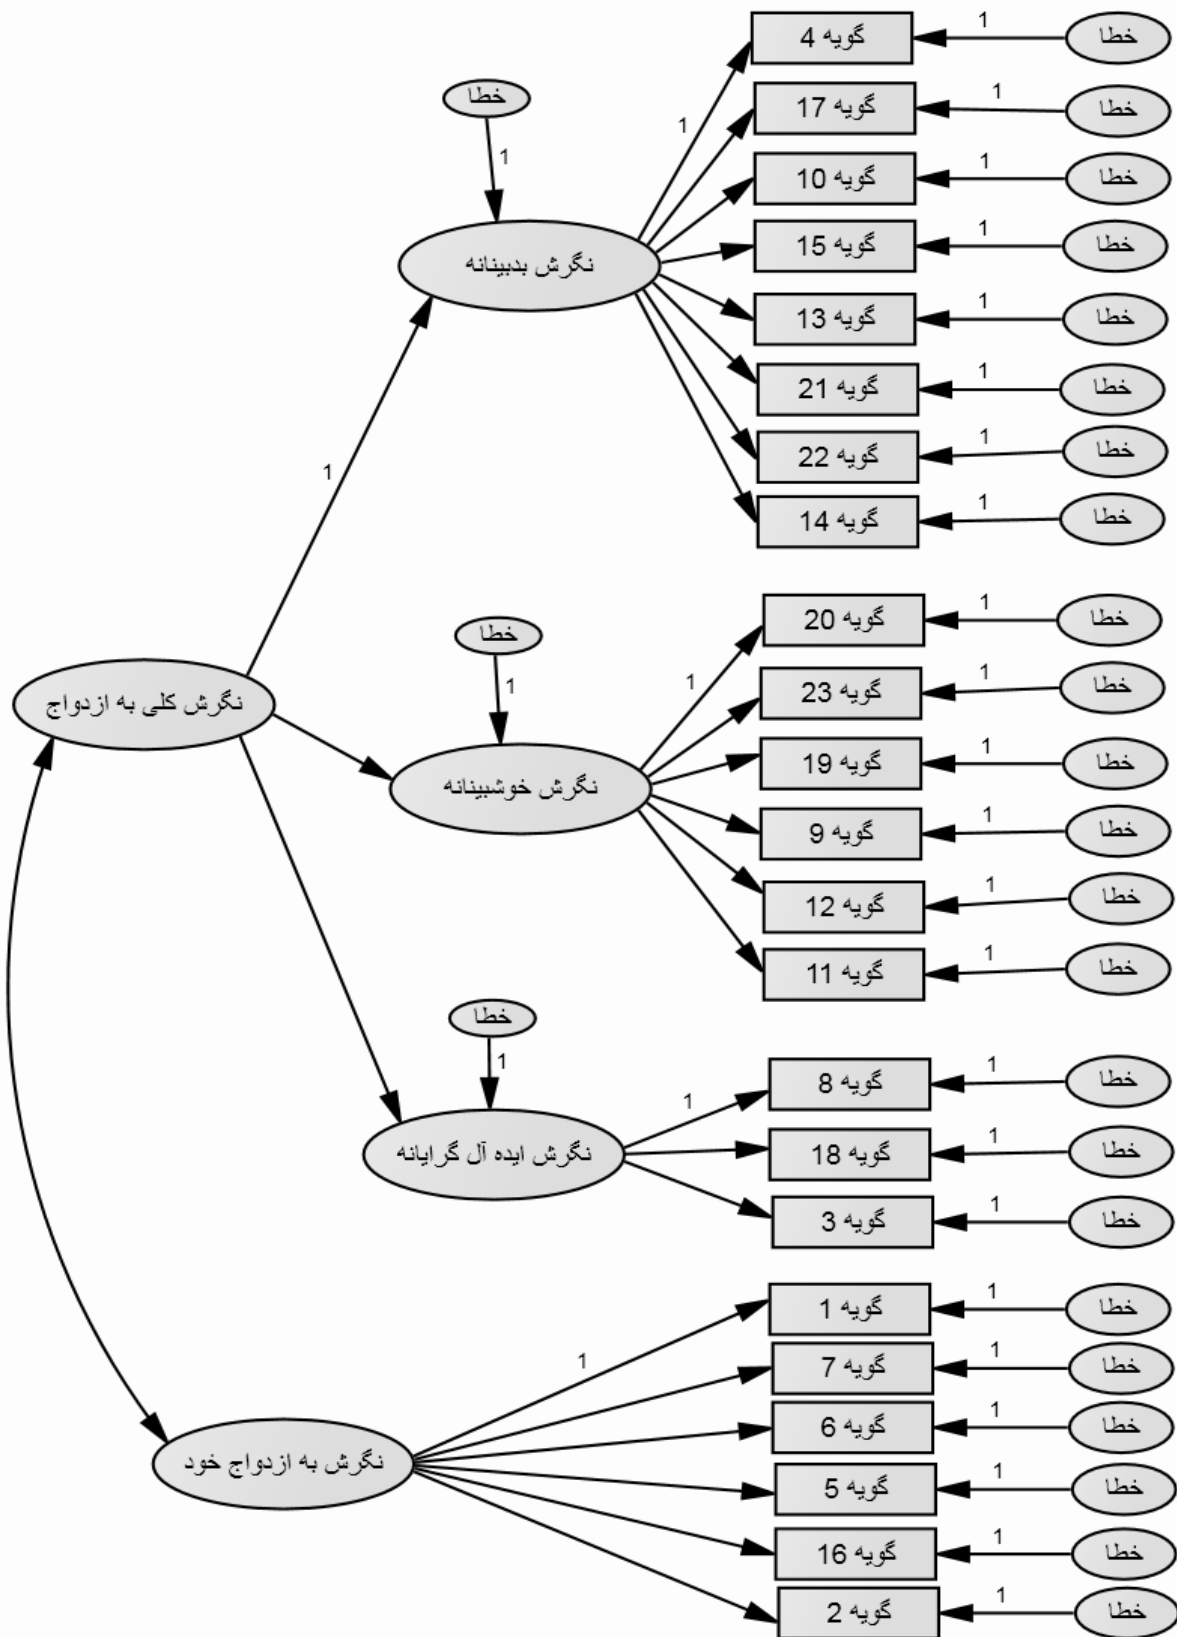 گویه 4
1
خطا
خطا
1
1
گویه 17
1
خطا
گویه 10
1
خطا
نگرش بدبینانه
گویه 15
1
خطا
گویه 13
1
خطا
گویه 21
1
خطا
گویه 22
1
خطا
گویه 14
1
خطا
1
نگرش کلی به ازدواج
خطا
1
نگرش خوشبینانه
1
گویه 20
1
خطا
گویه 23
1
خطا
گویه 19
1
خطا
گویه 9
1
خطا
گویه 12
1
خطا
گویه 11
1
خطا
خطا
1
نگرش ایده آل گرایانه
1
گویه 8
1
خطا
گویه 18
1
خطا
گویه 3
1
خطا
نگرش به ازدواج خود
1
گویه 1
1
خطا
گویه 7
1
خطا
گویه 6
1
خطا
گویه 5
1
خطا
گویه 16
1
خطا
گویه 2
1
خطا